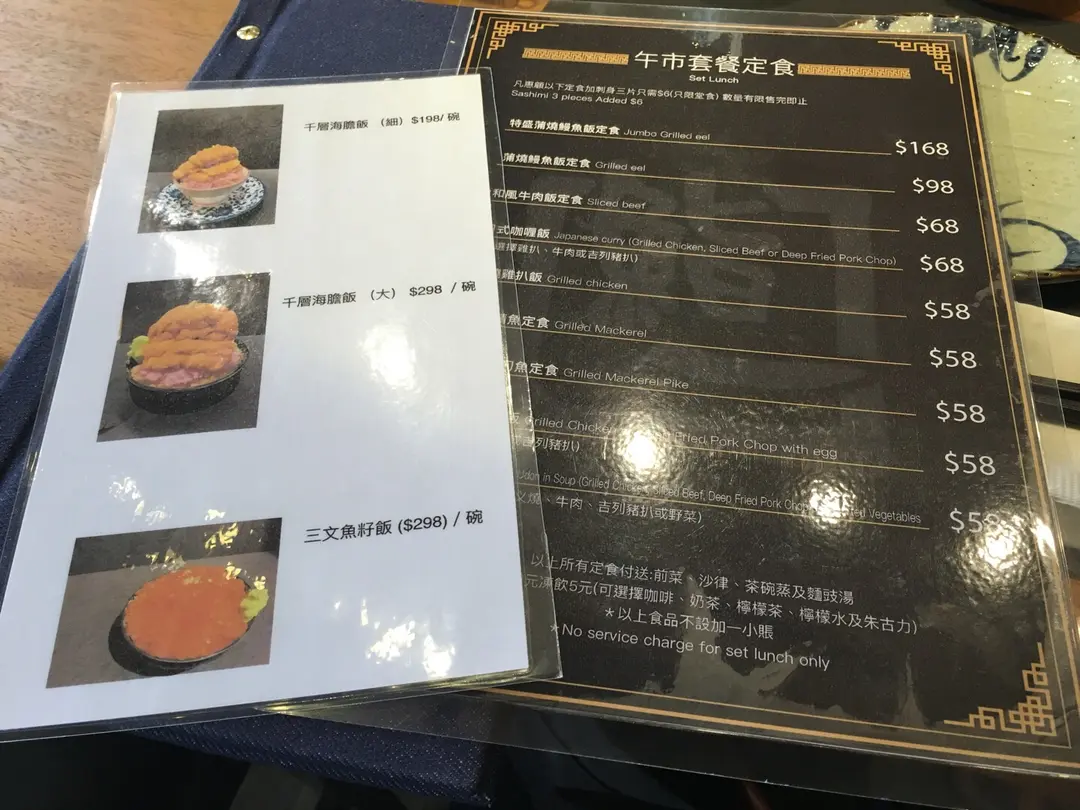 千層海膽飯 （細）$198/ 碗
千層海膽飯 （大） $298 / 碗
三文魚籽飯 ($298) / 碗
午市套餐定食
Set Lunch
凡惠顧以下定食加刺身三片只需$6(只限堂食) 數量有限售完即止
Sashimi 3 pieces Added $6
特盛蒲燒鰻魚飯定食 Jumbo Grilled eel $168
蒲燒鰻魚飯定食 Grilled eel $98
和風牛肉飯定食 Sliced beef $68
式咖喱飯 Japanese curry (Grilled Chicken, Sliced Beef or Deep Fried Pork Chop) $68
選擇雞扒、牛肉或吉列豬扒)
雞扒飯 Grilled chicken $58
魚定食 Grilled Mackerel $58
魚定食 Grilled Mackerel Pike $58
Grilled Chicken Fried Pork Chop with egg $58
吉列豬扒)
Udon in Soup (Grilled Chicken, Sliced Beef, Deep Fried Pork Chop Vegetables
燒、牛肉、吉列豬扒或野菜)
以上所有定食付送:前菜、沙律、茶碗蒸及麵豉湯
元凍飲5元(可選擇咖啡、奶茶、檸檬茶、檸檬水及朱古力)
*以上食品不設加一小賬
*No service charge for set lunch only